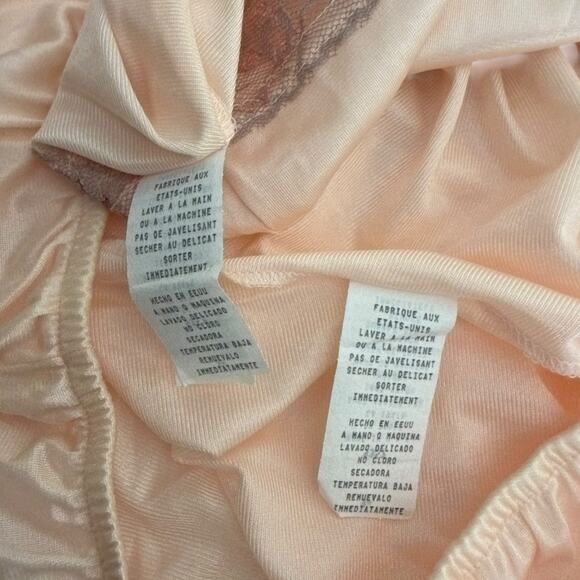 FABRIQUE AUX
ETATS-UNIS
LAVER A LA MAIN
OU A LA MACHINE
PAS DE JAVELISANT
SECHER AU DELICAT
SORTER
IMMEDIATEMENT
HECHO EN EEUU
A MANO O MAQUINA
LAVADO DELICADO
NO CLORO
SECADORA
TEMPERATURA BAJA
REMUEVALO
IMMEDIATAMENTE
FABRIQUE AUX
ETATS-UNIS
LAVER A LA MAIN
OU A LA MACHINE
PAS DE JAVELISANT
SECHER AU DELICAT
SORTER
IMMEDIATEMENT
HECHO EN EEUU
A MANO O MAQUINA
LAVADO DELICADO
NO CLORO
SECADORA
TEMPERATURA BAJA
REMUEVALO
IMMEDIATAMENTE